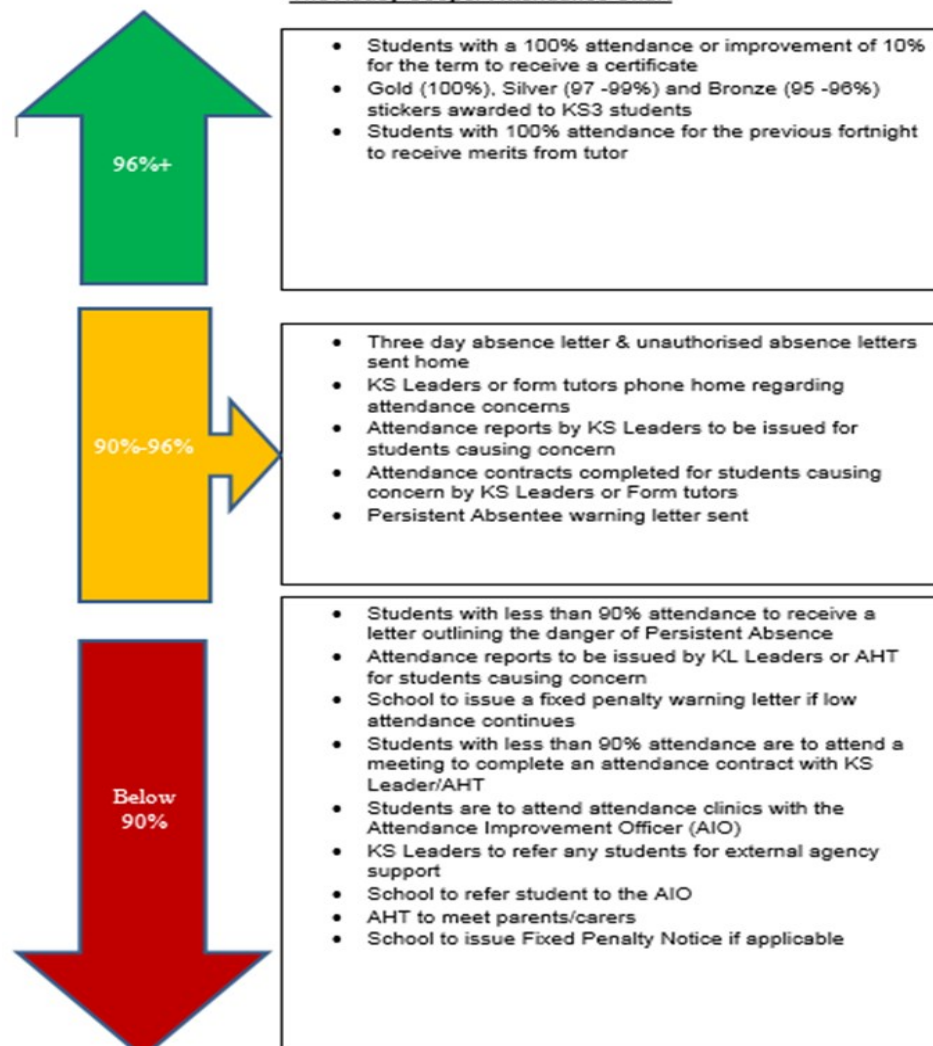 • Students with a 100% attendance or improvement of 10%
for the term to receive a certificate
• Gold (100%), Silver (97 -99%) and Bronze (95 -96%)
stickers awarded to KS3 students
• Students with 100% attendance for the previous fortnight
to receive merits from tutor
96%+
• Three day absence letter & unauthorised absence letters
sent home
• KS Leaders or form tutors phone home regarding
attendance concerns
• Attendance reports by KS Leaders to be issued for
students causing concern
• Attendance contracts completed for students causing
concern by KS Leaders or Form tutors
• Persistent Absentee warning letter sent
90%-96%
• Students with less than 90% attendance to receive a
letter outlining the danger of Persistent Absence
• Attendance reports to be issued by KL Leaders or AHT
for students causing concern
• School to issue a fixed penalty warning letter if low
attendance continues
• Students with less than 90% attendance are to attend a
meeting to complete an attendance contract with KS
Leader/AHT
• Students are to attend attendance clinics with the
Attendance Improvement Officer (AIO)
• KS Leaders to refer any students for external agency
support
• School to refer student to the AIO
• AHT to meet parents/carers
• School to issue Fixed Penalty Notice if applicable
Below
90%